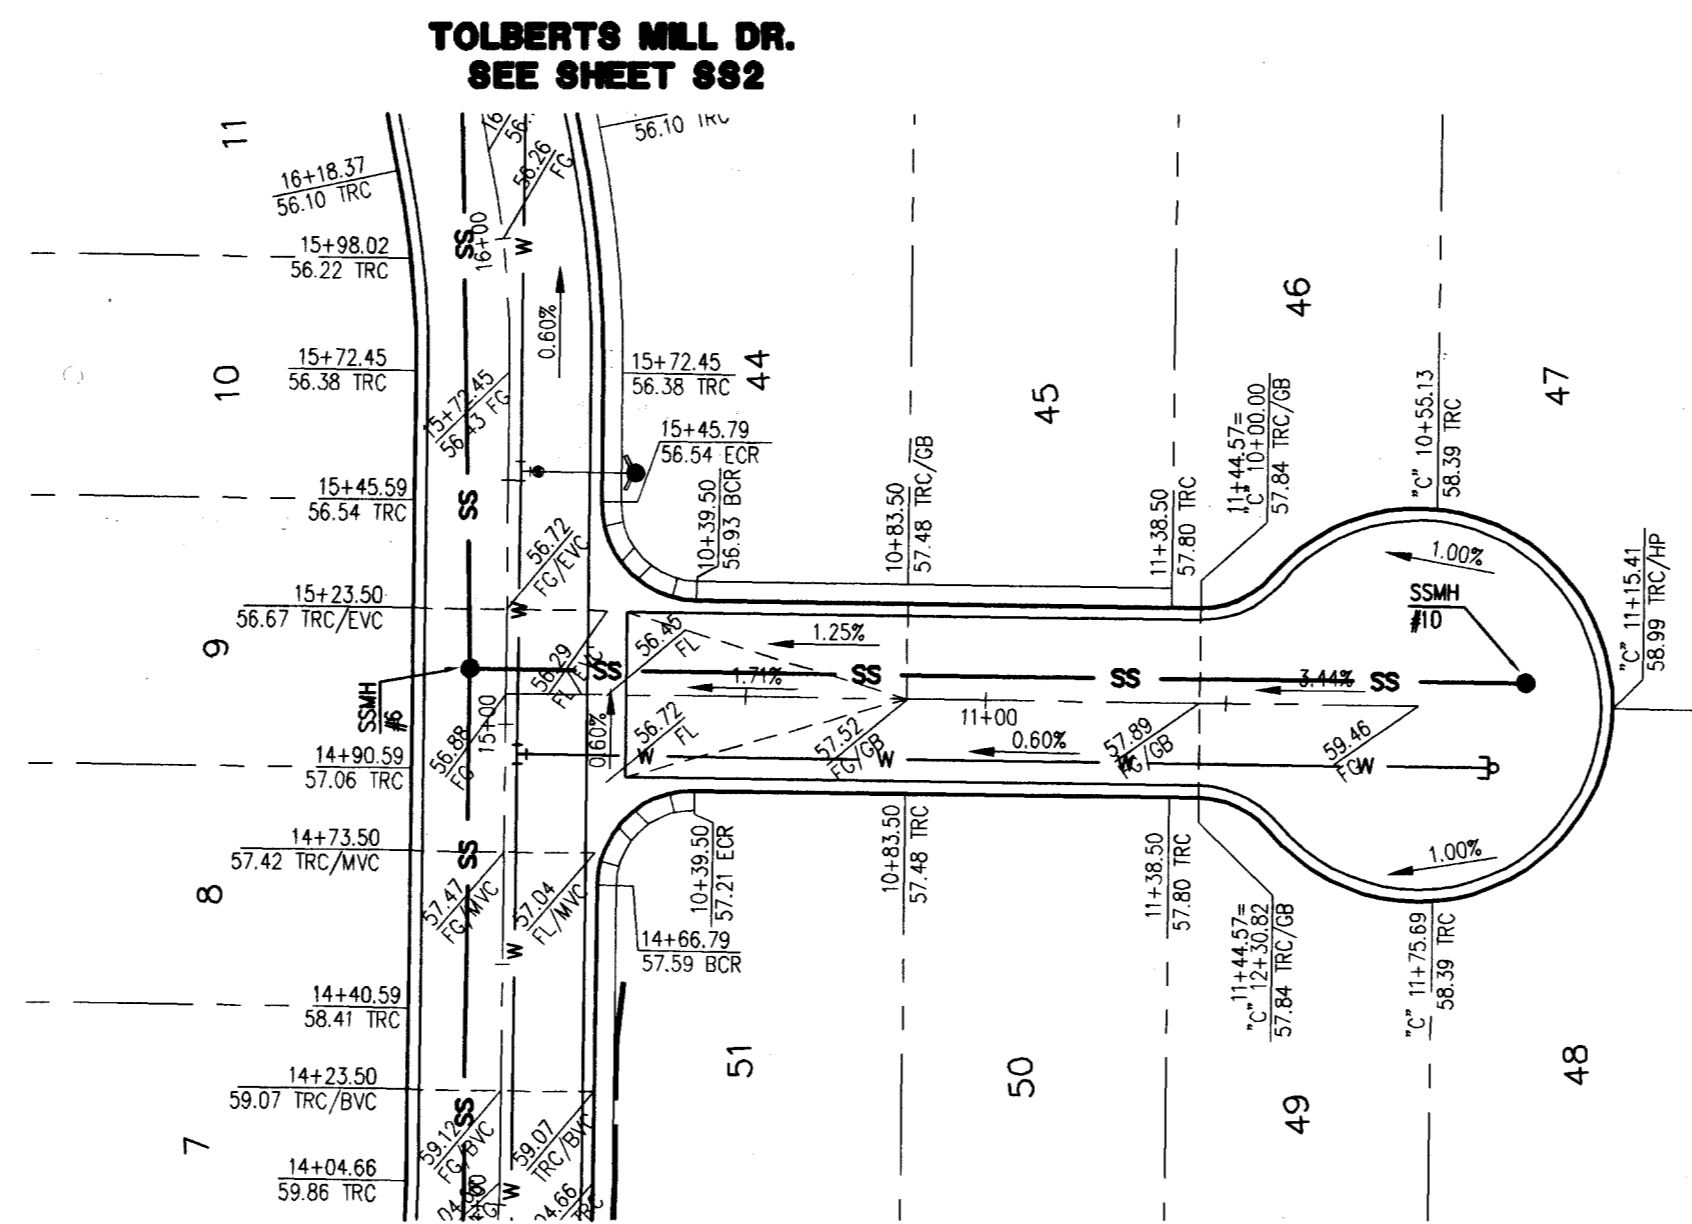 TOLBERTS MILL DR.
SEE SHEET SS2
11
16+18.37
56.10 TRC
15+98.02
56.22 TRC
10
15+72.45
56.38 TRC
15+45.59
56.54 TRC
15+23.50
56.67 TRC/EVC
9
SSMH
#6
14+90.59
57.06 TRC
14+73.50
57.42 TRC/MVC
8
14+40.59
58.41 TRC
14+23.50
59.07 TRC/BVC
7
14+04.66
59.86 TRC
56.26
FG
SS
16+00
W
0.60%
15+72.45
56.43 FG
SS
56.72
FG/EVC
W
56.29
FL/EVC
15+00
56.88
FG
SS
57.47
FG/MVC
57.04
FL/MVC
W
SS
59.12
FG/BVC
59.07
TRC/BVC
W
56.10 TRC
15+72.45
56.38 TRC
44
15+45.79
56.54 ECR
10+39.50
56.93 BCR
10+83.50
57.48 TRC/GB
45
11+38.50
57.80 TRC
11+44.57=
"C" 10+00.00
57.84 TRC/GB
46
"C" 10+55.13
58.39 TRC
47
1.00%
SSMH
#10
"C" 11+15.41
58.99 TRC/HP
SS
56.45
FL
1.25%
1.71%
SS
SS
3.44%
SS
0.60%
56.72
FL
W
57.52
FG/GB
W
11+00
0.60%
57.89
FG/GB
W
59.46
FG
W
1.00%
10+39.50
57.21 ECR
14+66.79
57.59 BCR
10+83.50
57.48 TRC
11+38.50
57.80 TRC
11+44.57=
"C" 12+30.82
57.84 TRC/GB
"C" 11+75.69
58.39 TRC
51
50
49
48